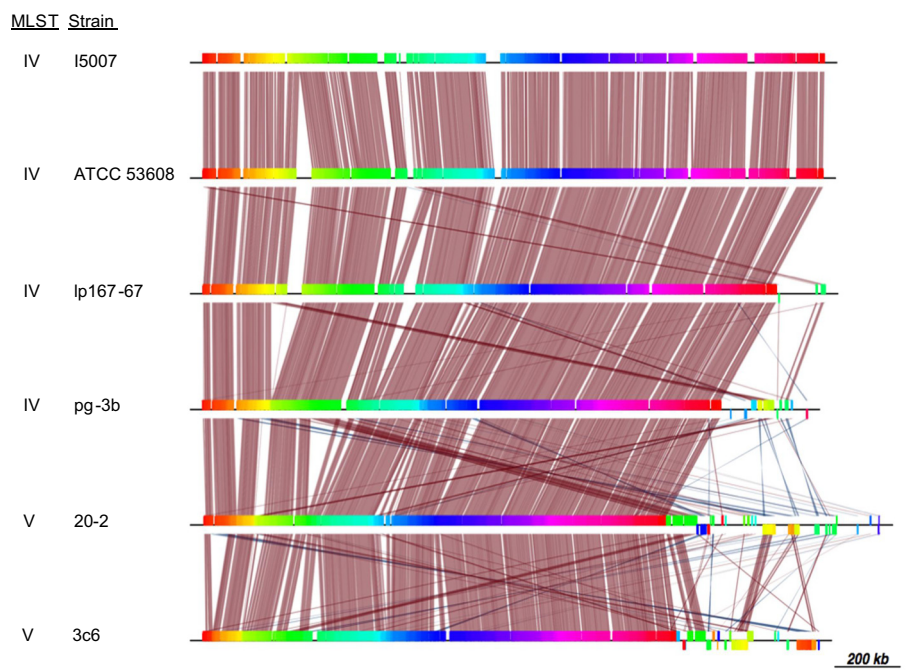 MLST Strain
IV I5007
IV ATCC 53608
IV lp167-67
IV pg-3b
V 20-2
V 3c6
200 kb